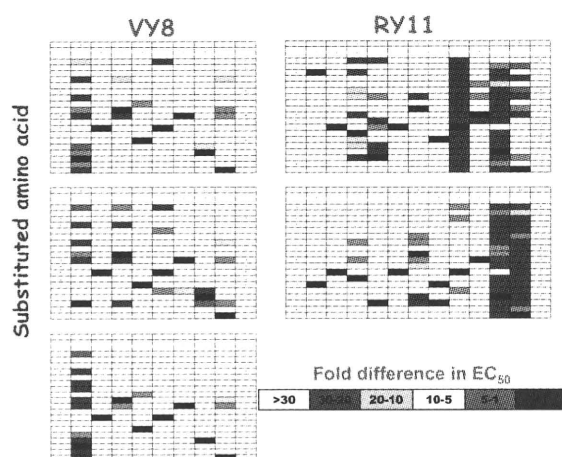 VY8
RY11
Substituted amino acid
Fold difference in EC50
>30
20-10
10-5
5-1